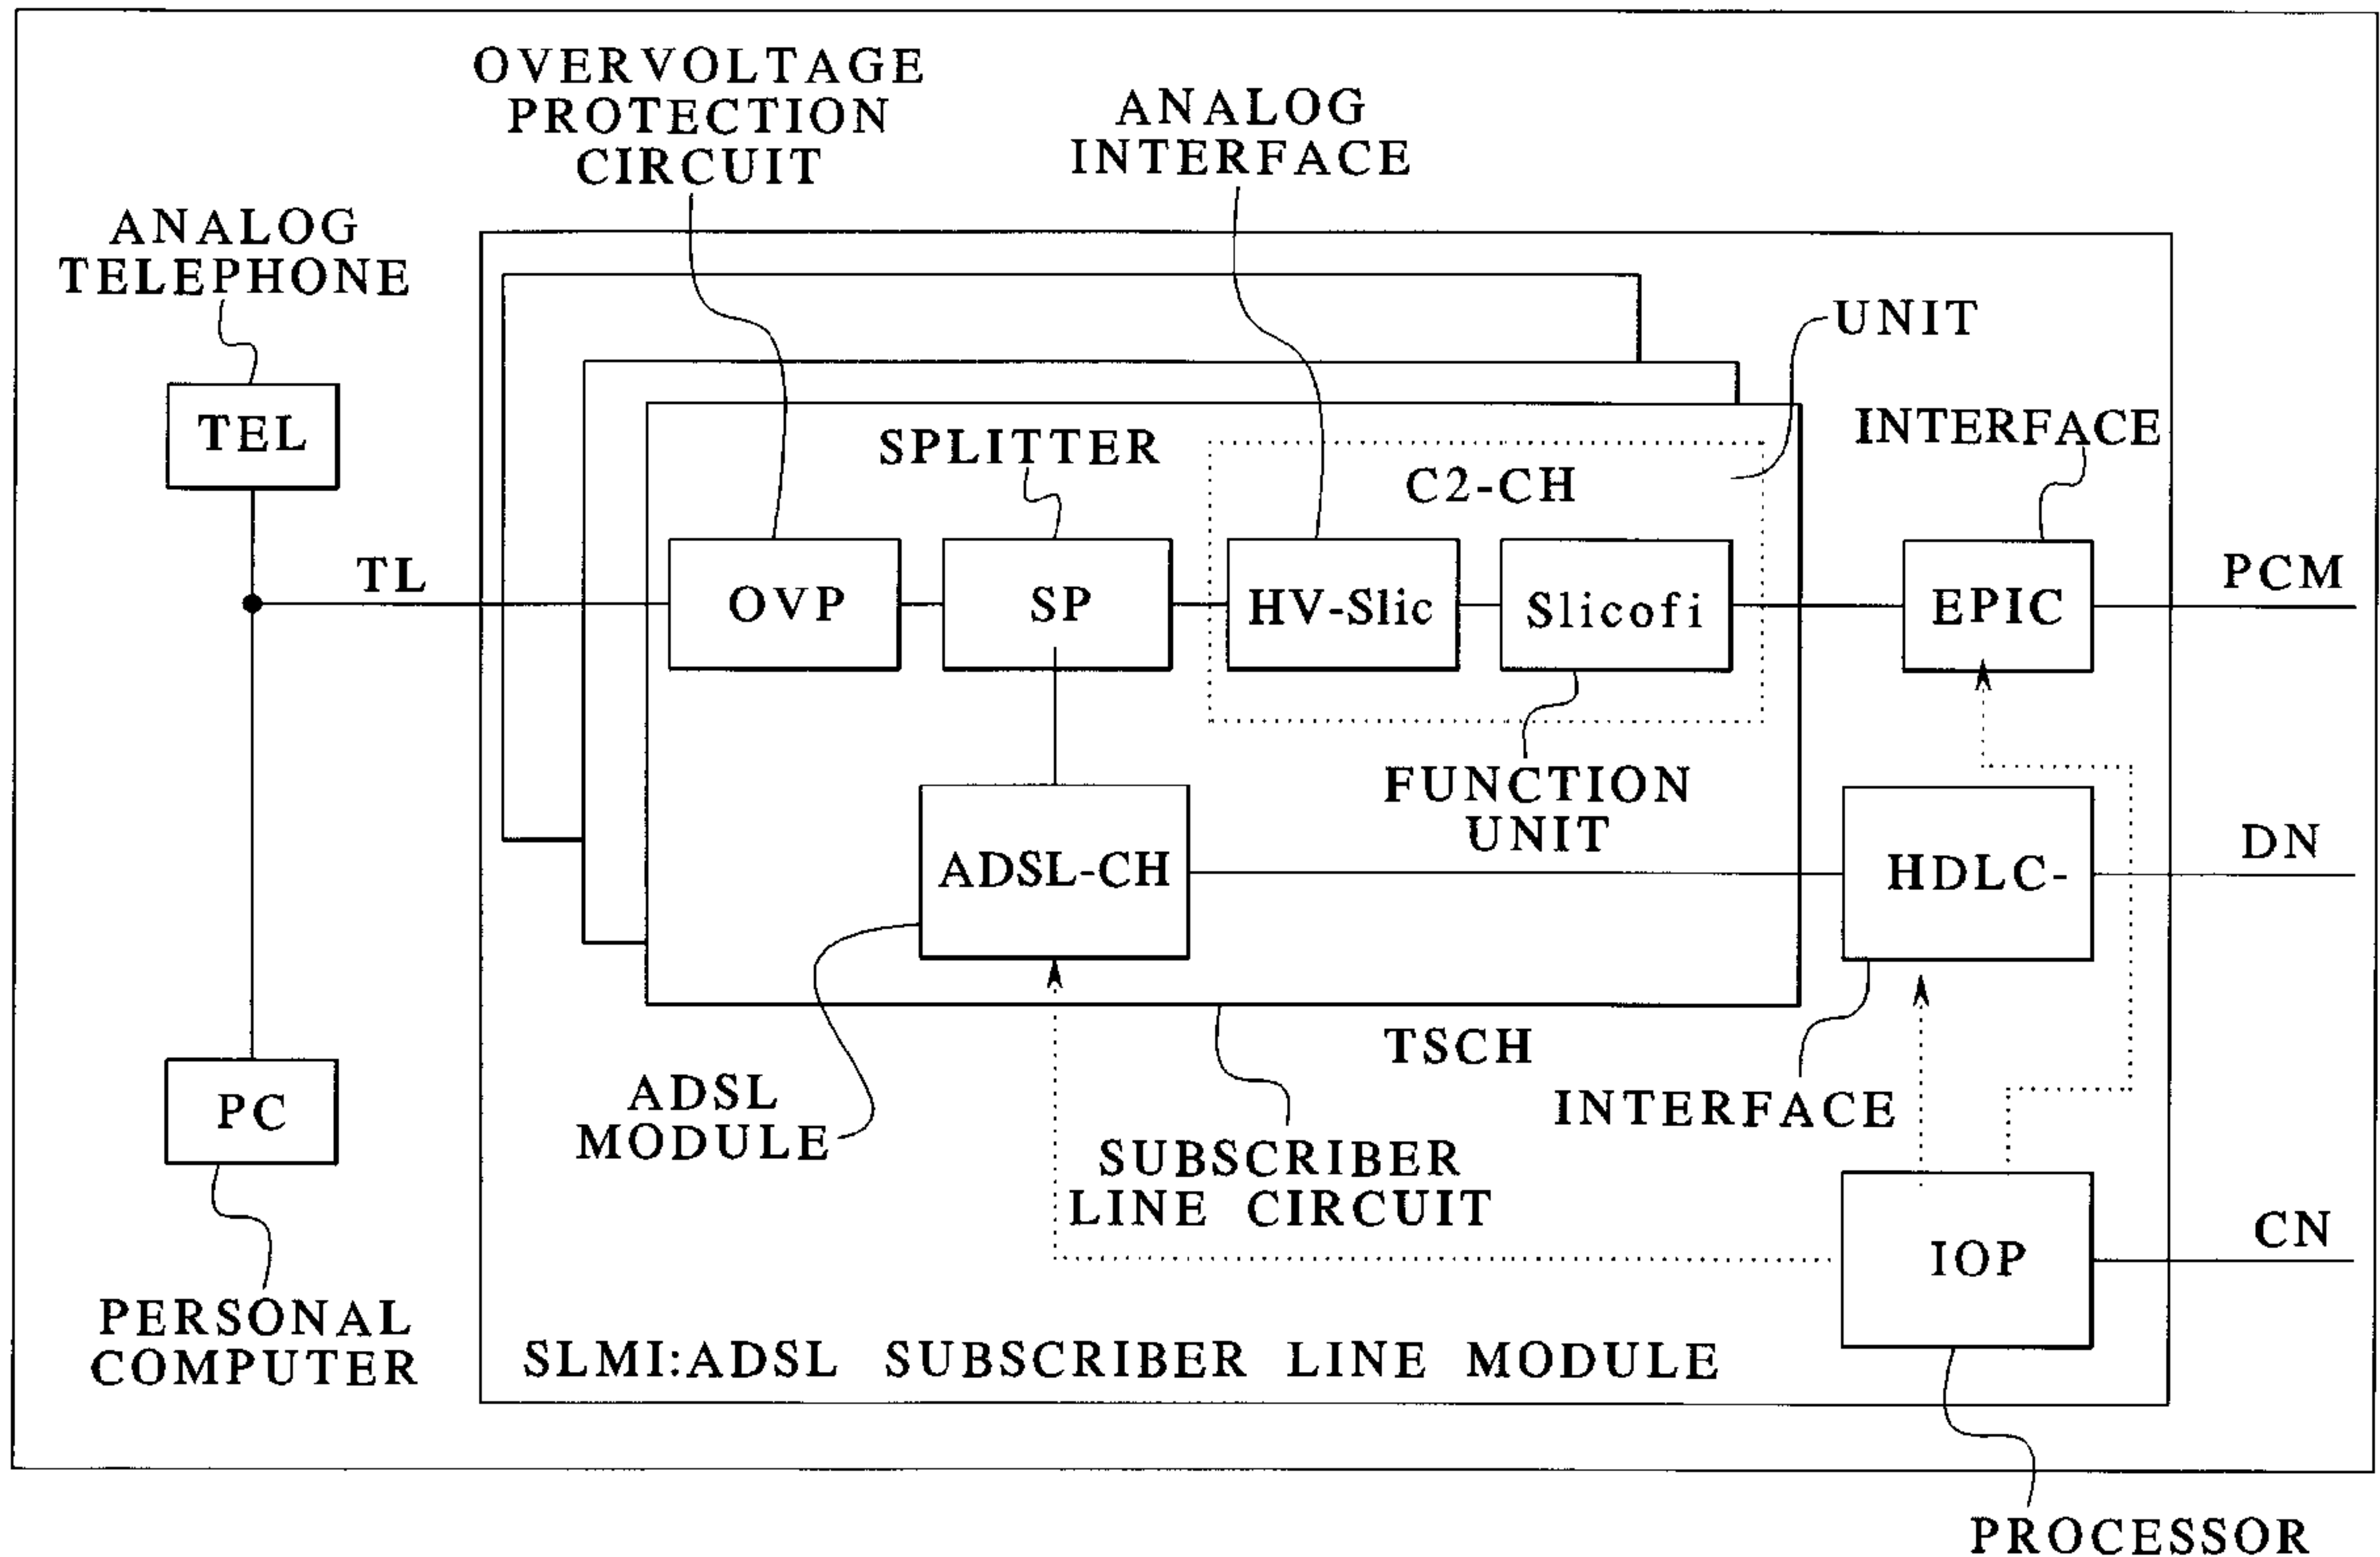 OVERVOLTAGE
PROTECTION
CIRCUIT
ANALOG
INTERFACE
ANALOG
TELEPHONE
UNIT
TEL
SPLITTER
INTERFACE
C2-CH
TL
OVP
SP
HV-Slic
Slicofi
EPIC
PCM
FUNCTION
UNIT
ADSL-CH
HDLC-
DN
TSCH
PC
ADSL
MODULE
INTERFACE
SUBSCRIBER
LINE CIRCUIT
IOP
CN
PERSONAL
COMPUTER
SLMI:ADSL SUBSCRIBER LINE MODULE
PROCESSOR